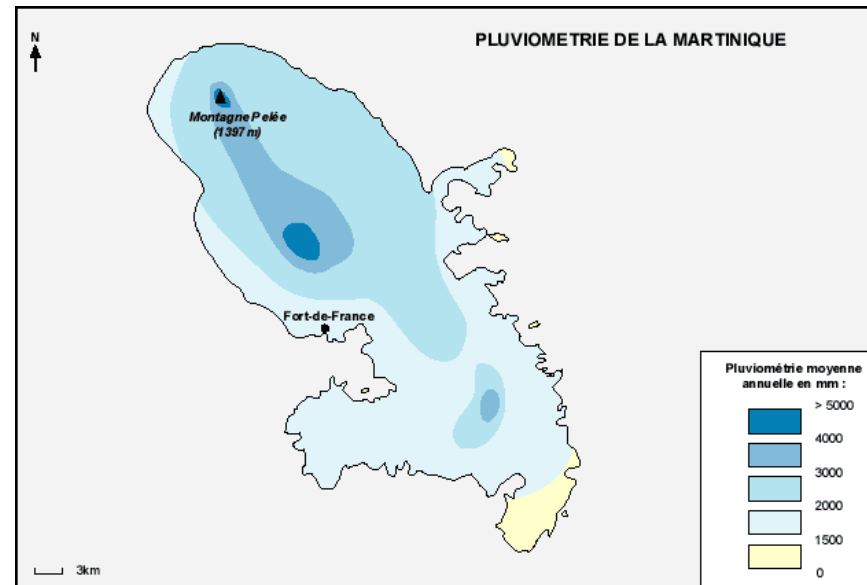 PLUVIOMETRIE DE LA MARTINIQUE
N
Montagne Pelée
(1397 m)
Fort-de-France
Pluviométrie moyenne
annuelle en mm :
> 5000
4000
3000
2000
1500
0
3km